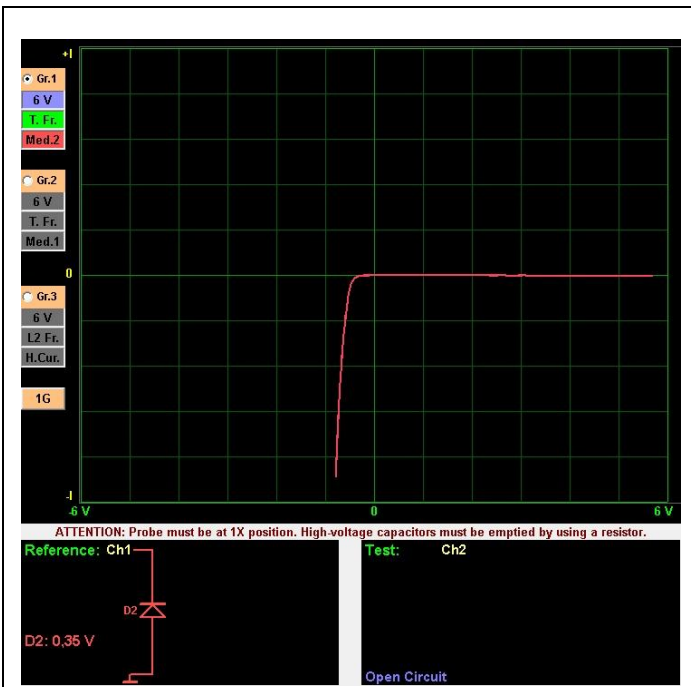 +I
Gr.1
6 V
T. Fr.
Med.2
Gr.2
6 V
T. Fr.
Med.1
0
Gr.3
6 V
L2 Fr.
H.Cur.
1G
-I
-6 V 0 6 V
ATTENTION: Probe must be at 1X position. High-voltage capacitors must be emptied by using a resistor.
Reference: Ch1
D2
D2: 0,35 V
Test: Ch2
Open Circuit